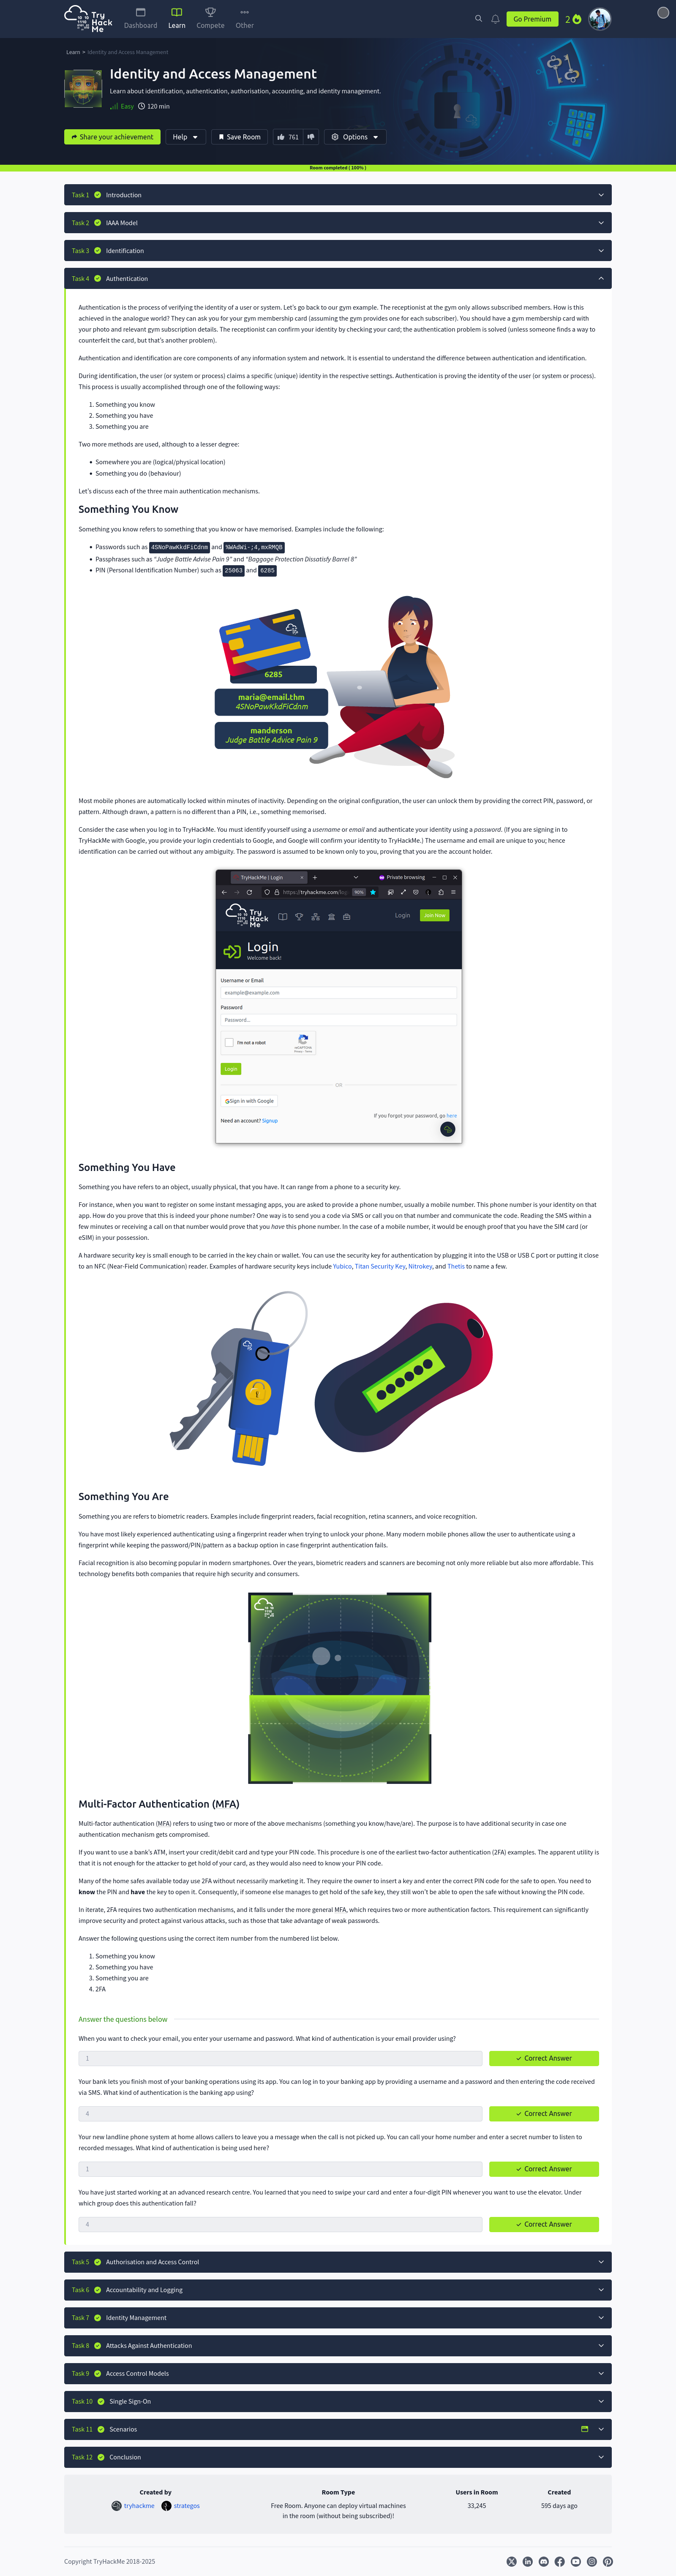 Try
Hack
Me
Dashboard
Learn
Compete
Other
Go Premium
2
Learn > Identity and Access Management
Identity and Access Management
Learn about identification, authentication, authorisation, accounting, and identity management.
Easy 120 min
Share your achievement
Help
Save Room
761
Options
Room completed ( 100% )
Task 1 Introduction
Task 2 IAAA Model
Task 3 Identification
Task 4 Authentication
Authentication is the process of verifying the identity of a user or system. Let's go back to our gym example. The receptionist at the gym only allows subscribed members. How is this
achieved in the analogue world? They can ask you for your gym membership card (assuming the gym provides one for each subscriber). You should have a gym membership card with
your photo and relevant gym subscription details. The receptionist can confirm your identity by checking your card; the authentication problem is solved (unless someone finds a way to
counterfeit the card, but that's another problem).
Authentication and identification are core components of any information system and network. It is essential to understand the difference between authentication and identification.
During identification, the user (or system or process) claims a specific (unique) identity in the respective settings. Authentication is proving the identity of the user (or system or process).
This process is usually accomplished through one of the following ways:
1. Something you know
2. Something you have
3. Something you are
Two more methods are used, although to a lesser degree:
• Somewhere you are (logical/physical location)
• Something you do (behaviour)
Let's discuss each of the three main authentication mechanisms.
Something You Know
Something you know refers to something that you know or have memorised. Examples include the following:
• Passwords such as 4SNoPawKkdFiCdnm and %WAdWi-;4,mxRMQB
• Passphrases such as "Judge Battle Advise Pain 9" and "Baggage Protection Dissatisfy Barrel 8"
• PIN (Personal Identification Number) such as 25063 and 6285
6285
maria@email.thm
4SNoPawKkdFiCdnm
manderson
Judge Battle Advice Pain 9
Most mobile phones are automatically locked within minutes of inactivity. Depending on the original configuration, the user can unlock them by providing the correct PIN, password, or
pattern. Although drawn, a pattern is no different than a PIN, i.e., something memorised.
Consider the case when you log in to TryHackMe. You must identify yourself using a username or email and authenticate your identity using a password. (If you are signing in to
TryHackMe with Google, you provide your login credentials to Google, and Google will confirm your identity to TryHackMe.) The username and email are unique to you; hence
identification can be carried out without any ambiguity. The password is assumed to be known only to you, proving that you are the account holder.
TryHackMe | Login
Private browsing
https://tryhackme.com/log
90%
Try
Hack
Me
Login
Join Now
Login
Welcome back!
Username or Email
example@example.com
Password
Password...
I'm not a robot
reCAPTCHA
Privacy - Terms
Login
OR
Sign in with Google
If you forgot your password, go here
Need an account? Signup
Something You Have
Something you have refers to an object, usually physical, that you have. It can range from a phone to a security key.
For instance, when you want to register on some instant messaging apps, you are asked to provide a phone number, usually a mobile number. This phone number is your identity on that
app. How do you prove that this is indeed your phone number? One way is to send you a code via SMS or call you on that number and communicate the code. Reading the SMS within a
few minutes or receiving a call on that number would prove that you have this phone number. In the case of a mobile number, it would be enough proof that you have the SIM card (or
eSIM) in your possession.
A hardware security key is small enough to be carried in the key chain or wallet. You can use the security key for authentication by plugging it into the USB or USB C port or putting it close
to an NFC (Near-Field Communication) reader. Examples of hardware security keys include Yubico, Titan Security Key, Nitrokey, and Thetis to name a few.
Something You Are
Something you are refers to biometric readers. Examples include fingerprint readers, facial recognition, retina scanners, and voice recognition.
You have most likely experienced authenticating using a fingerprint reader when trying to unlock your phone. Many modern mobile phones allow the user to authenticate using a
fingerprint while keeping the password/PIN/pattern as a backup option in case fingerprint authentication fails.
Facial recognition is also becoming popular in modern smartphones. Over the years, biometric readers and scanners are becoming not only more reliable but also more affordable. This
technology benefits both companies that require high security and consumers.
Multi-Factor Authentication (MFA)
Multi-factor authentication (MFA) refers to using two or more of the above mechanisms (something you know/have/are). The purpose is to have additional security in case one
authentication mechanism gets compromised.
If you want to use a bank's ATM, insert your credit/debit card and type your PIN code. This procedure is one of the earliest two-factor authentication (2FA) examples. The apparent utility is
that it is not enough for the attacker to get hold of your card, as they would also need to know your PIN code.
Many of the home safes available today use 2FA without necessarily marketing it. They require the owner to insert a key and enter the correct PIN code for the safe to open. You need to
know the PIN and have the key to open it. Consequently, if someone else manages to get hold of the safe key, they still won't be able to open the safe without knowing the PIN code.
In iterate, 2FA requires two authentication mechanisms, and it falls under the more general MFA, which requires two or more authentication factors. This requirement can significantly
improve security and protect against various attacks, such as those that take advantage of weak passwords.
Answer the following questions using the correct item number from the numbered list below.
1. Something you know
2. Something you have
3. Something you are
4. 2FA
Answer the questions below
When you want to check your email, you enter your username and password. What kind of authentication is your email provider using?
1
Correct Answer
Your bank lets you finish most of your banking operations using its app. You can log in to your banking app by providing a username and a password and then entering the code received
via SMS. What kind of authentication is the banking app using?
4
Correct Answer
Your new landline phone system at home allows callers to leave you a message when the call is not picked up. You can call your home number and enter a secret number to listen to
recorded messages. What kind of authentication is being used here?
1
Correct Answer
You have just started working at an advanced research centre. You learned that you need to swipe your card and enter a four-digit PIN whenever you want to use the elevator. Under
which group does this authentication fall?
4
Correct Answer
Task 5 Authorisation and Access Control
Task 6 Accountability and Logging
Task 7 Identity Management
Task 8 Attacks Against Authentication
Task 9 Access Control Models
Task 10 Single Sign-On
Task 11 Scenarios
Task 12 Conclusion
Created by
tryhackme strategos
Room Type
Free Room. Anyone can deploy virtual machines
in the room (without being subscribed)!
Users in Room
33,245
Created
595 days ago
Copyright TryHackMe 2018-2025